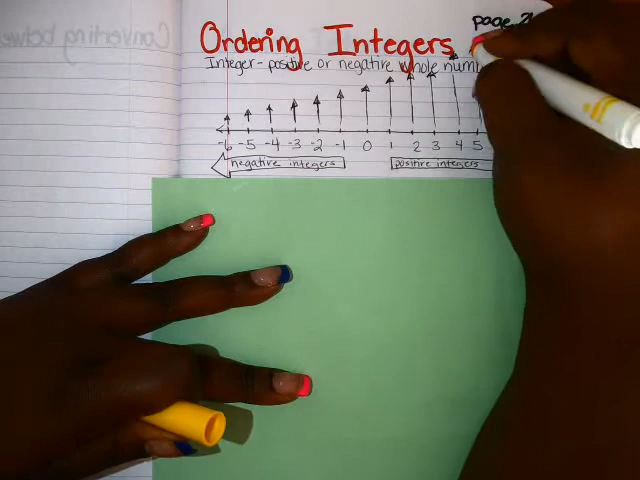 page
Ordering Integers
Integer- positive or negative whole
-6 -5 -4 -3 -2 -1 0 1 2 3 4 5
negative integers positive integers